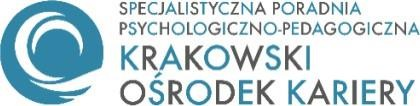 SPECJALISTYCZNA PORADNIA
PSYCHOLOGICZNO-PEDAGOGICZNA
KRAKOWSKI
OŚRODEK KARIERY